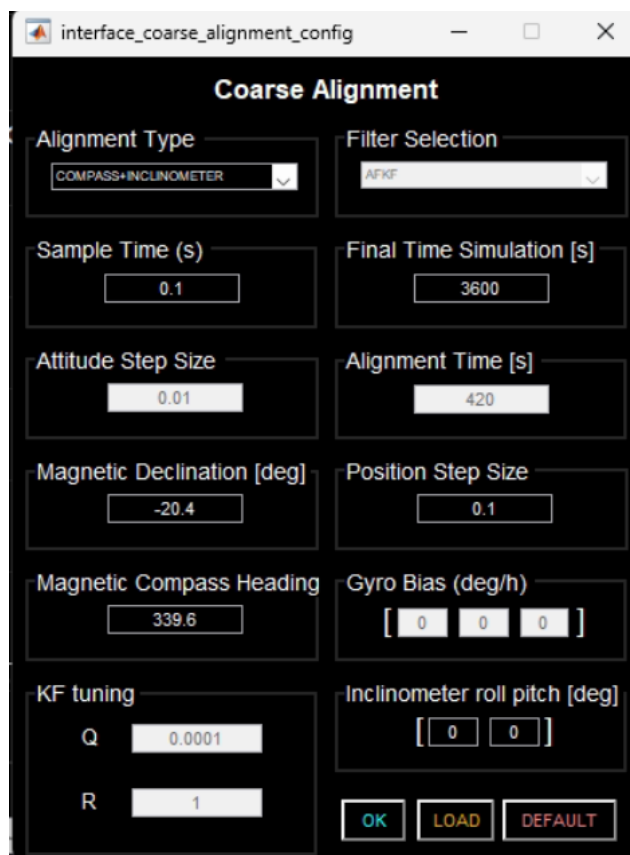 interface_coarse_alignment_config
Coarse Alignment
Alignment Type
COMPASS+INCLINOMETER
Filter Selection
AFKF
Sample Time (s)
0.1
Final Time Simulation [s]
3600
Attitude Step Size
0.01
Alignment Time [s]
420
Magnetic Declination [deg]
-20.4
Position Step Size
0.1
Magnetic Compass Heading
339.6
Gyro Bias (deg/h)
[ 0 0 0 ]
KF tuning
Q 0.0001
R 1
Inclinometer roll pitch [deg]
[ 0 0 ]
OK LOAD DEFAULT